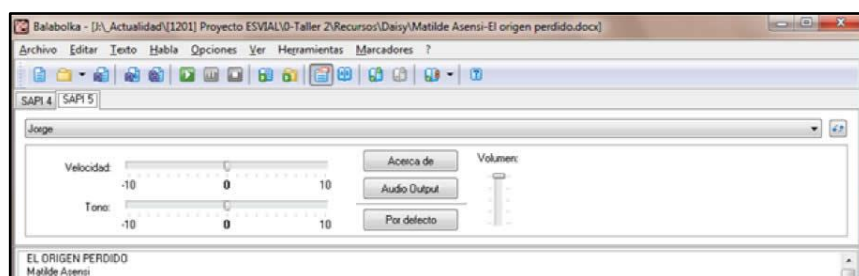 Balabolka - [J:\_Actualidad\[1201] Proyecto ESVIAL\0-Taller 2\Recursos\Daisy\Matilde Asensi-El origen perdido.docx]
Archivo Editar Texto Habla Opciones Ver Herramientas Marcadores ?
SAPI 4 SAPI 5
Jorge
Velocidad:
-10 0 10
Tono:
-10 0 10
Acerca de
Audio Output
Por defecto
Volumen:
EL ORIGEN PERDIDO
Matilde Asensi